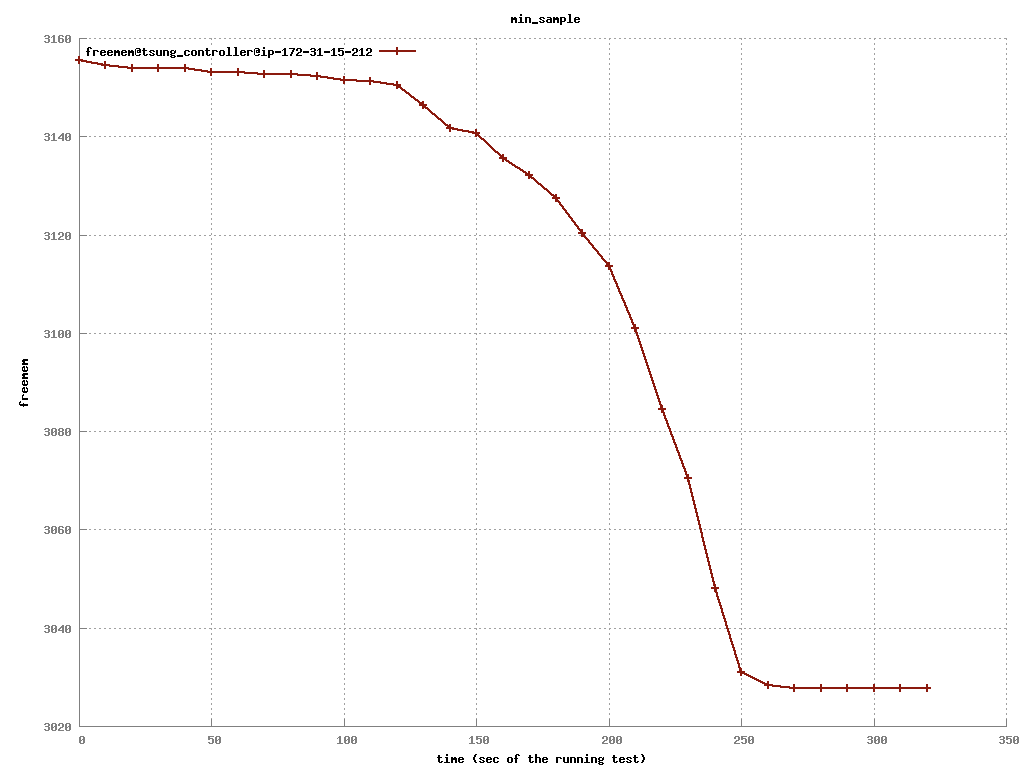 min_sample
3160
freemem@tsung_controller@ip-172-31-15-212
3140
3120
3100
freemem
3080
3060
3040
3020
0 50 100 150 200 250 300 350
time (sec of the running test)